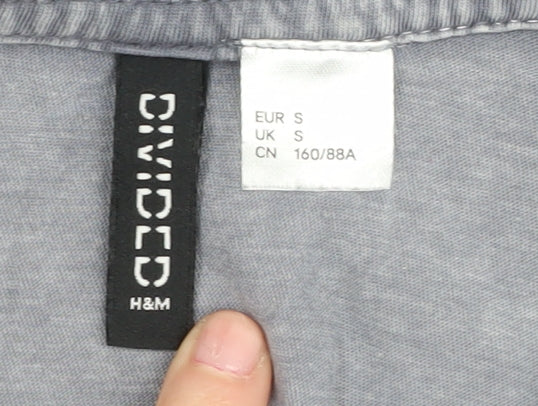 DIVIDED
H&M
EUR S
UK S
CN 160/88A